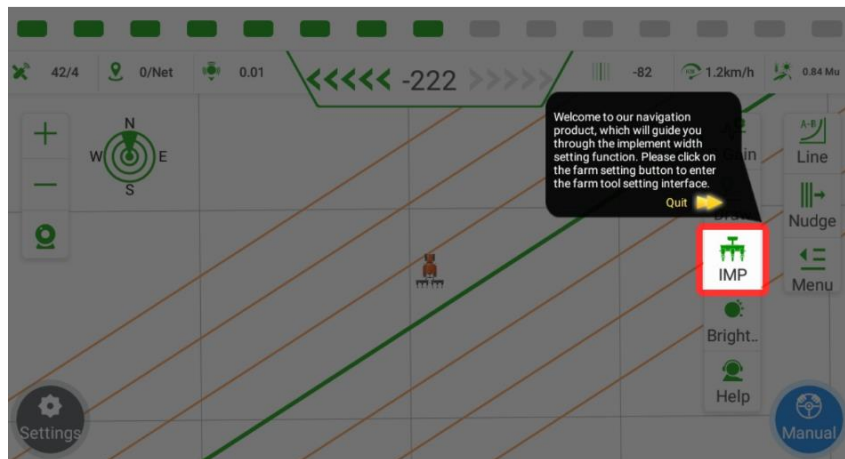 42/4
0/Net
0.01
-222
-82
1.2km/h
0.84 Mu
Welcome to our navigation
product, which will guide you
through the implement width
setting function. Please click on
the farm setting button to enter
the farm tool setting interface.
Quit
N
W
E
S
A-B
Line
Nudge
IMP
Menu
Bright..
Help
Settings
Manual